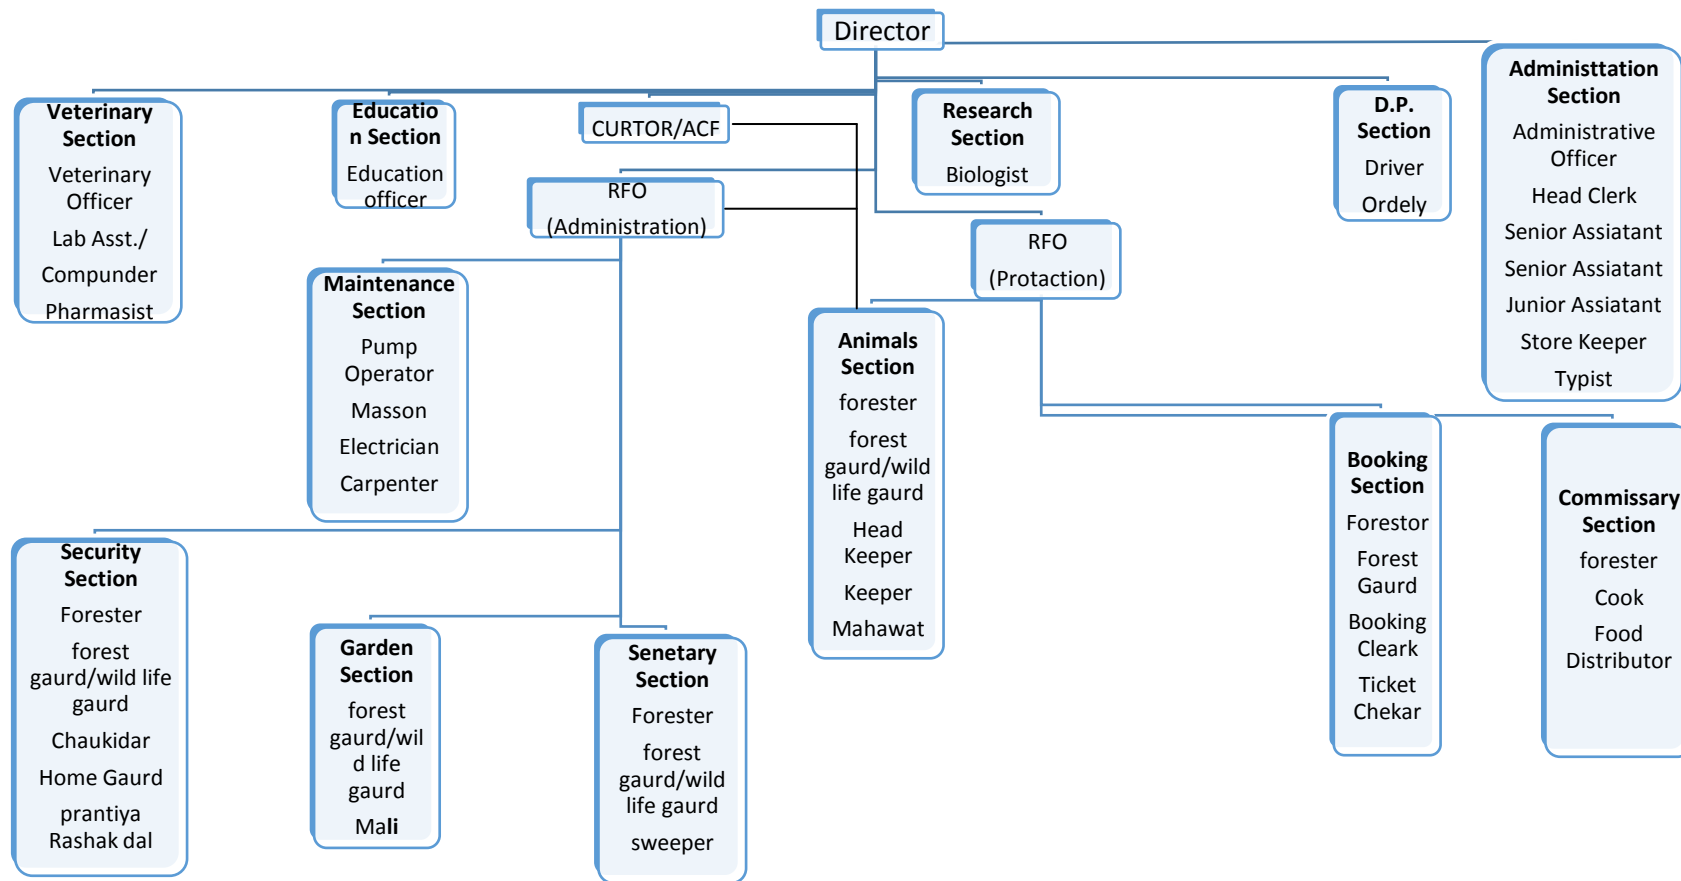 Director
Veterinary
Section
Veterinary
Officer
Lab Asst./
Compunder
Pharmasist
Educatio
n Section
Education
officer
CURTOR/ACF
Research
Section
Biologist
D.P.
Section
Driver
Ordely
Administtation
Section
Administrative
Officer
Head Clerk
Senior Assiatant
Senior Assiatant
Junior Assiatant
Store Keeper
Typist
RFO
(Administration)
RFO
(Protaction)
Maintenance
Section
Pump
Operator
Masson
Electrician
Carpenter
Animals
Section
forester
forest
gaurd/wild
life gaurd
Head
Keeper
Keeper
Mahawat
Booking
Section
Forestor
Forest
Gaurd
Booking
Cleark
Ticket
Chekar
Commissary
Section
forester
Cook
Food
Distributor
Security
Section
Forester
forest
gaurd/wild life
gaurd
Chaukidar
Home Gaurd
prantiya
Rashak dal
Garden
Section
forest
gaurd/wil
d life
gaurd
Mali
Senetary
Section
Forester
forest
gaurd/wild
life gaurd
sweeper